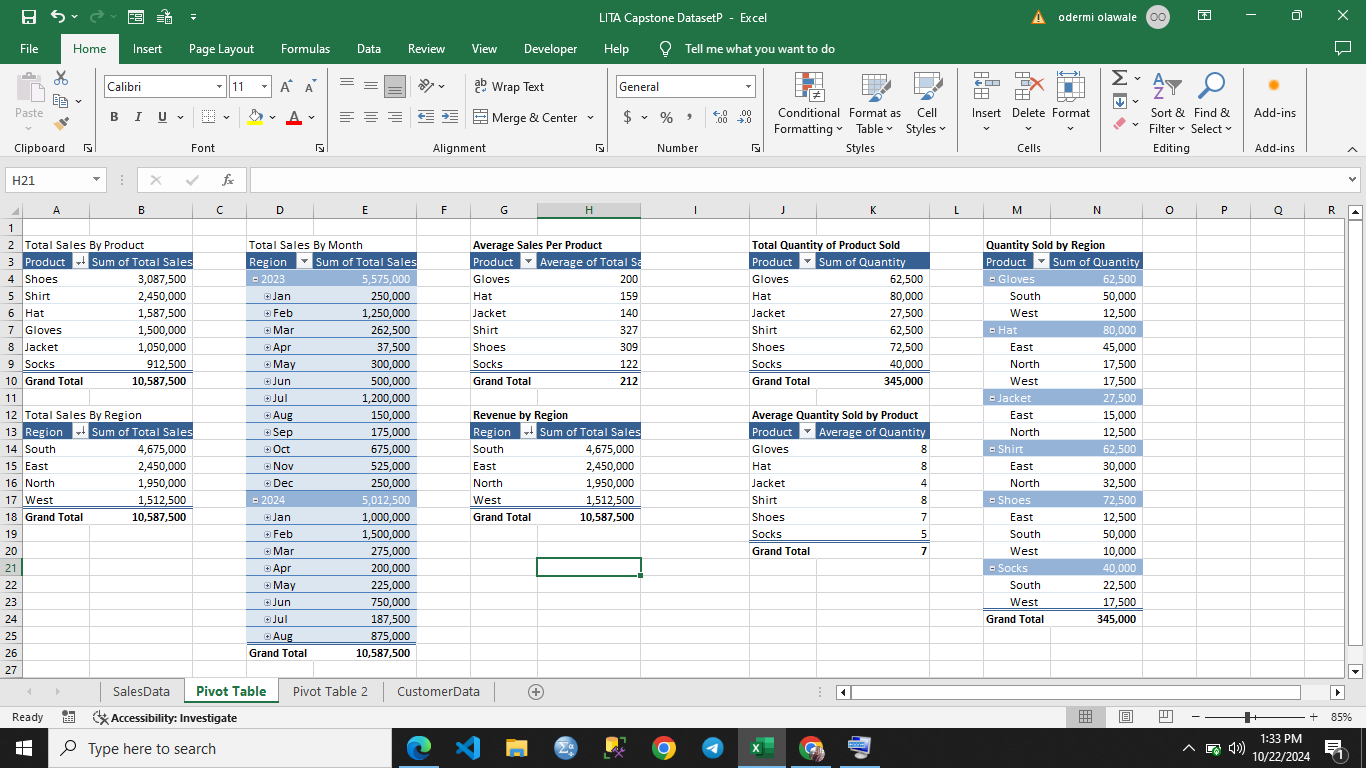 LITA Capstone DatasetP - Excel
odermi olawale
OO
File Home Insert Page Layout Formulas Data Review View Developer Help Tell me what you want to do
Paste
Calibri 11
B I U
A A
ab Wrap Text
Merge & Center
General
$ % ,
Conditional Formatting
Format as Table
Cell Styles
Insert
Delete
Format
Sort & Filter
Find & Select
Add-ins
Clipboard Font Alignment Number Styles Cells Editing Add-ins
H21 fx
A B C D E F G H I J K L M N O P Q R
1
2 Total Sales By Product Total Sales By Month Average Sales Per Product Total Quantity of Product Sold Quantity Sold by Region
3 Product Sum of Total Sales Region Sum of Total Sales Product Average of Total Sa Product Sum of Quantity Product Sum of Quantity
4 Shoes 3,087,500 2023 5,575,000 Gloves 200 Gloves 62,500 Gloves 62,500
5 Shirt 2,450,000 Jan 250,000 Hat 159 Hat 80,000 South 50,000
6 Hat 1,587,500 Feb 1,250,000 Jacket 140 Jacket 27,500 West 12,500
7 Gloves 1,500,000 Mar 262,500 Shirt 327 Shirt 62,500 Hat 80,000
8 Jacket 1,050,000 Apr 37,500 Shoes 309 Shoes 72,500 East 45,000
9 Socks 912,500 May 300,000 Socks 122 Socks 40,000 North 17,500
10 Grand Total 10,587,500 Jun 500,000 Grand Total 212 Grand Total 345,000 West 17,500
11 Jul 1,200,000 Jacket 27,500
12 Total Sales By Region Aug 150,000 Revenue by Region Average Quantity Sold by Product East 15,000
13 Region Sum of Total Sales Sep 175,000 Region Sum of Total Sales Product Average of Quantity North 12,500
14 South 4,675,000 Oct 675,000 South 4,675,000 Gloves 8 Shirt 62,500
15 East 2,450,000 Nov 525,000 East 2,450,000 Hat 8 East 30,000
16 North 1,950,000 Dec 250,000 North 1,950,000 Jacket 4 North 32,500
17 West 1,512,500 2024 5,012,500 West 1,512,500 Shirt 8 Shoes 72,500
18 Grand Total 10,587,500 Jan 1,000,000 Grand Total 10,587,500 Shoes 7 East 12,500
19 Feb 1,500,000 Socks 5 South 50,000
20 Mar 275,000 Grand Total 7 West 10,000
21 Apr 200,000 Socks 40,000
22 May 225,000 South 22,500
23 Jun 750,000 West 17,500
24 Jul 187,500 Grand Total 345,000
25 Aug 875,000
26 Grand Total 10,587,500
27
SalesData Pivot Table Pivot Table 2 CustomerData
Ready Accessibility: Investigate 85%
Type here to search
1:33 PM
10/22/2024
1